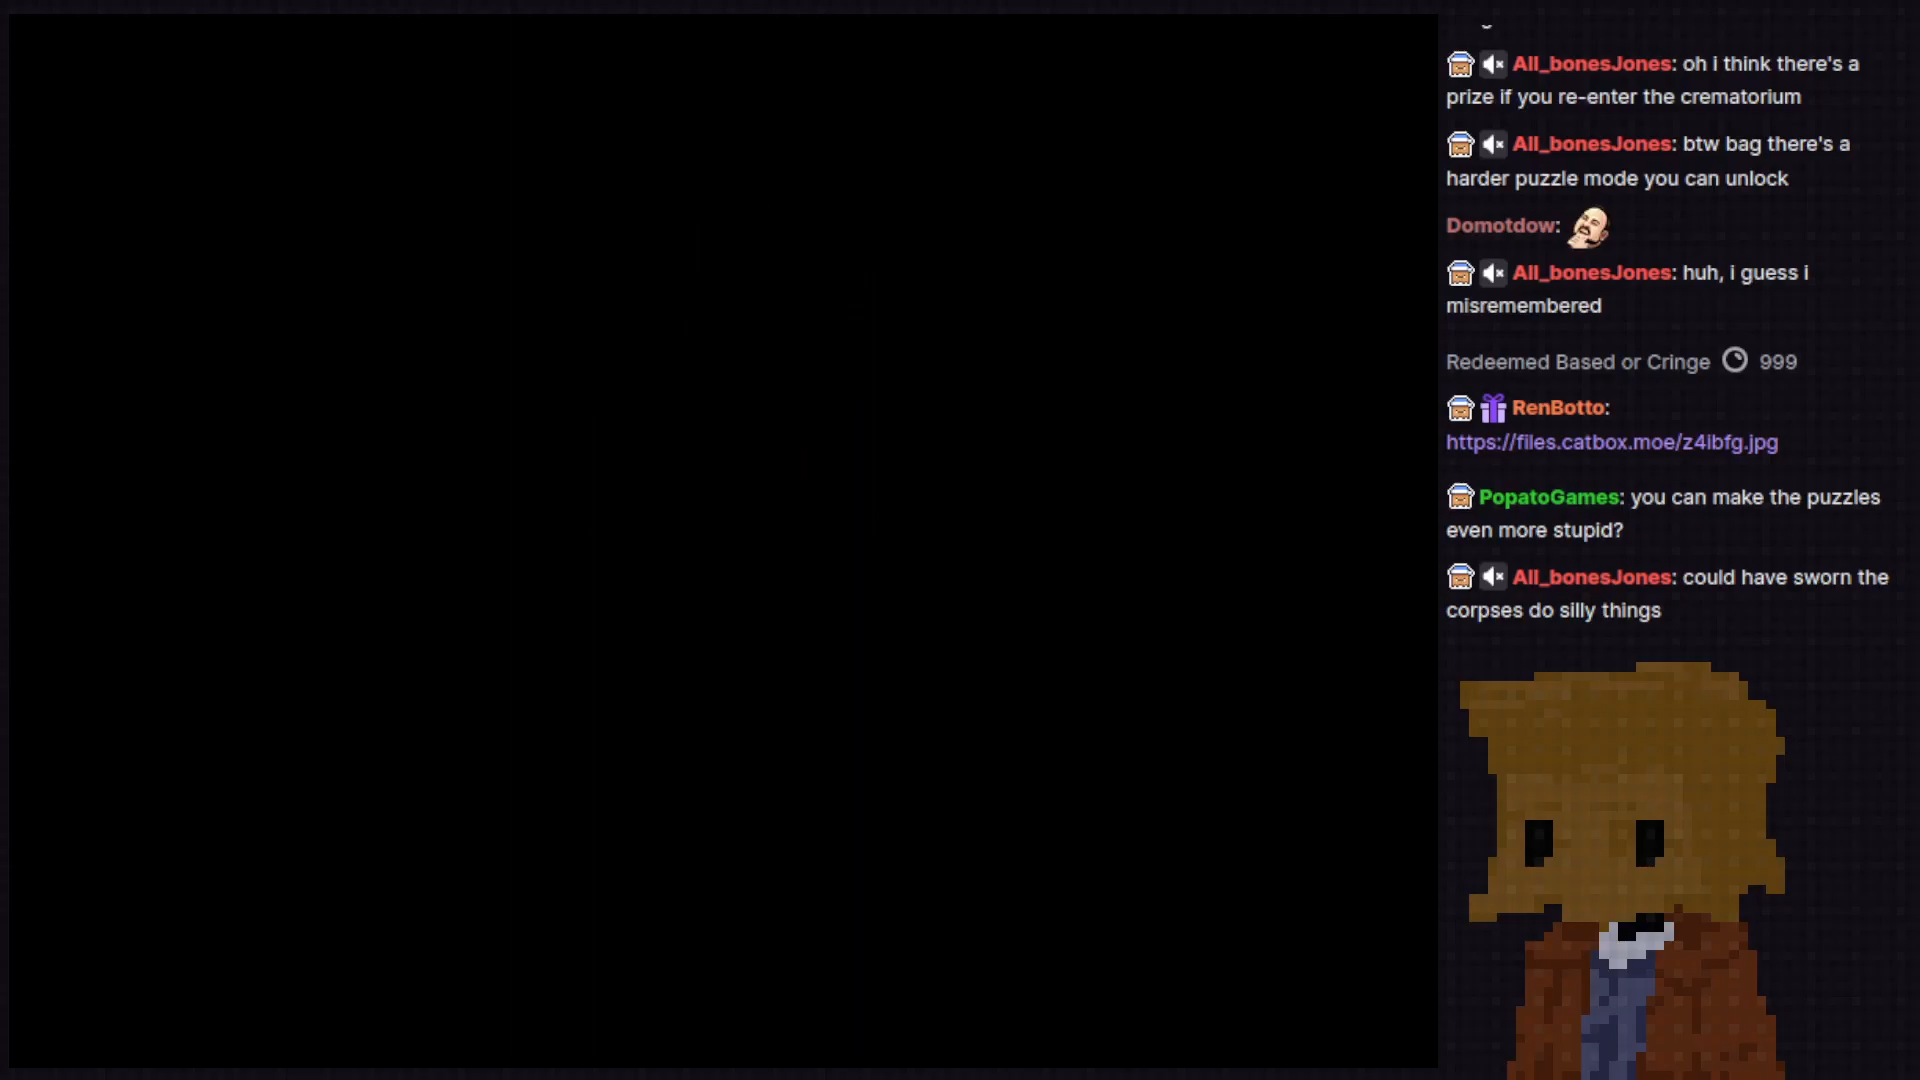 All_bonesJones: oh i think there's a
prize if you re-enter the crematorium
All_bonesJones: btw bag there's a
harder puzzle mode you can unlock
Domotdow:
All_bonesJones: huh, i guess i
misremembered
Redeemed Based or Cringe 999
RenBotto:
https://files.catbox.moe/z4lbfg.jpg
PopatoGames: you can make the puzzles
even more stupid?
All_bonesJones: could have sworn the
corpses do silly things